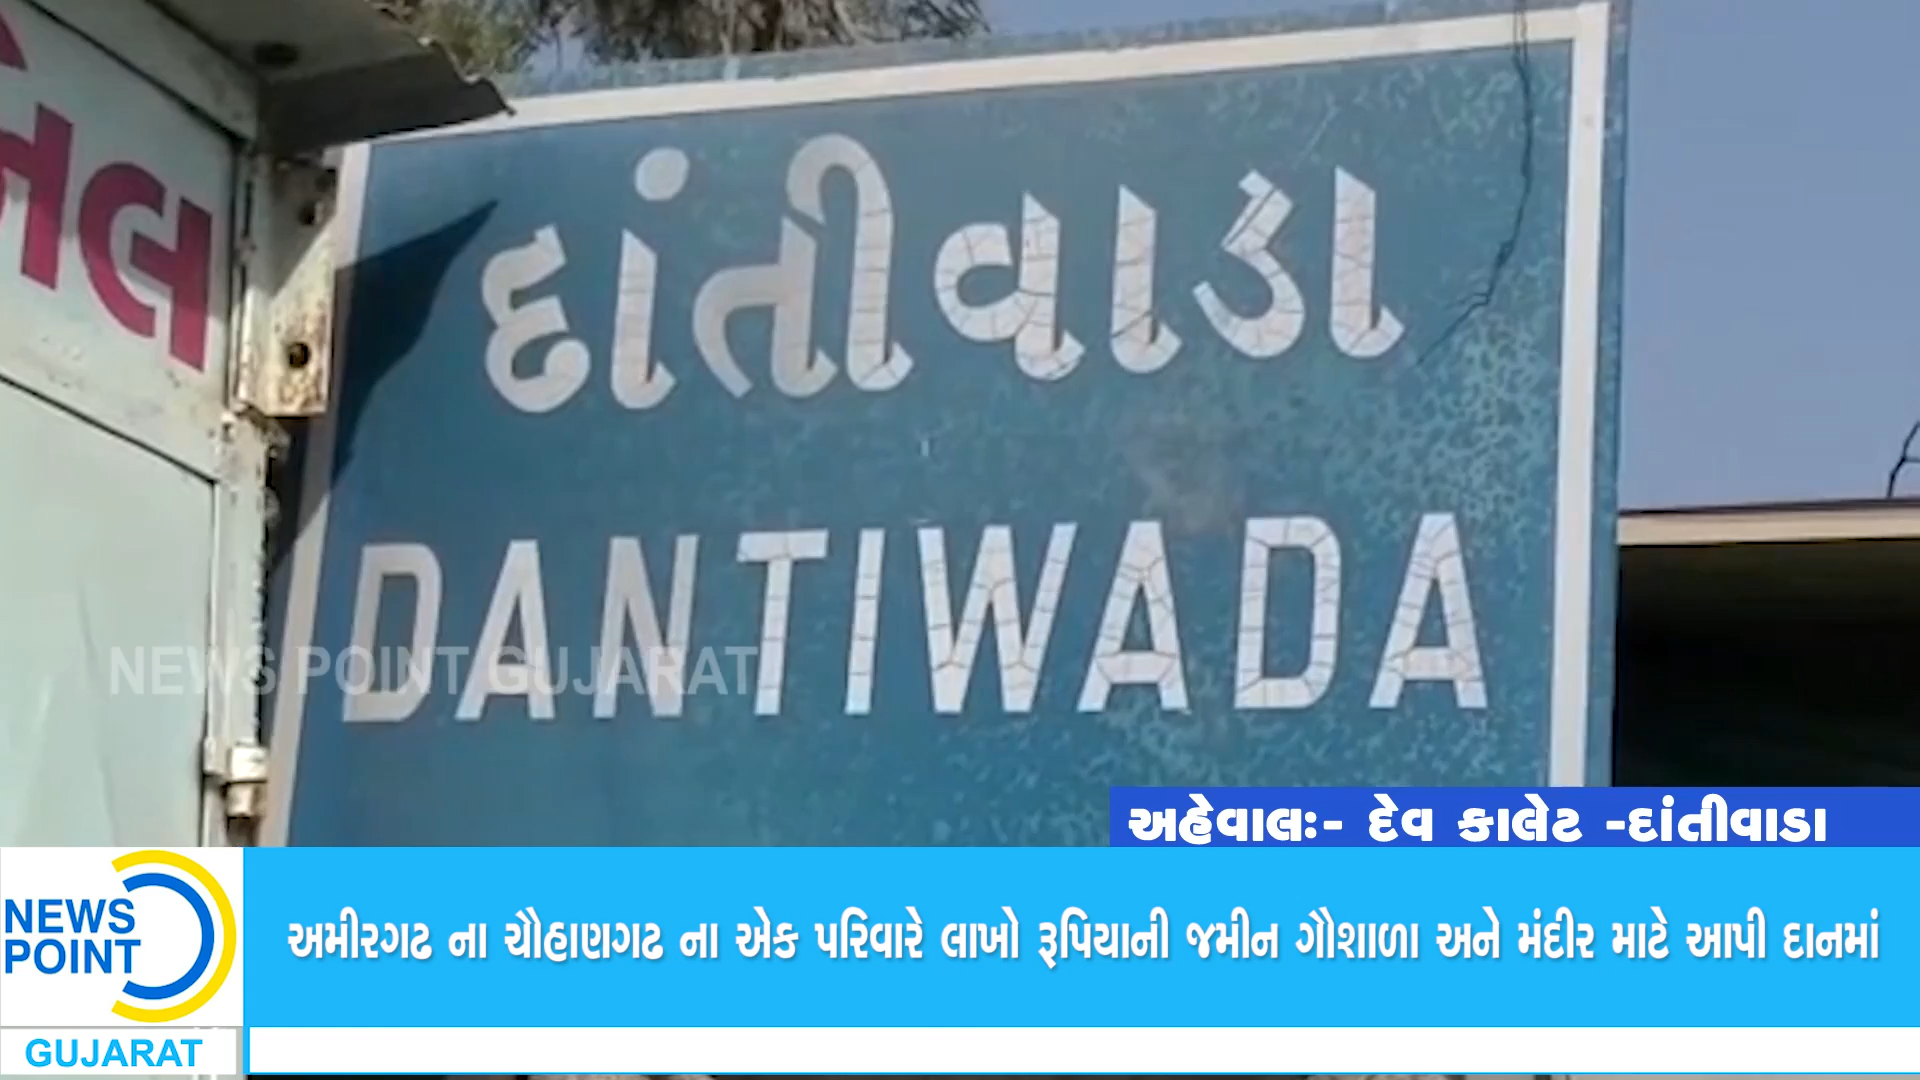 દાંતીવાડા
DANTIWADA
NEWS POINT GUJARAT
અહેવાલઃ- દેવ કાલેટ -દાંતીવાડા
NEWS
POINT
અમીરગઢ ના ચૌહાણગઢ ના એક પરિવારે લાખો રૂપિયાની જમીન ગૌશાળા અને મંદીર માટે આપી દાનમાં
GUJARAT